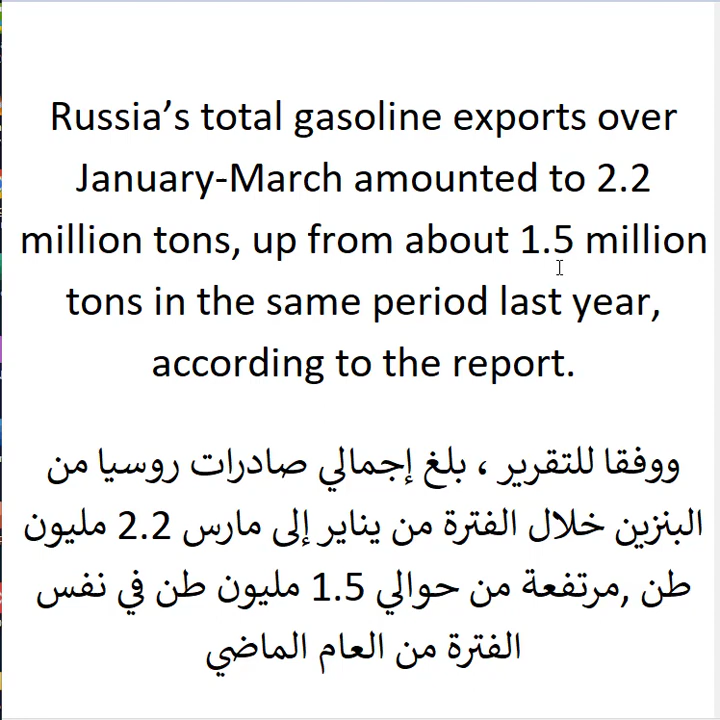 Russia’s total gasoline exports over
January-March amounted to 2.2
million tons, up from about 1.5 million
tons in the same period last year,
according to the report.
ووفقا للتقرير ، بلغ إجمالي صادرات روسيا من
البنزين خلال الفترة من يناير إلى مارس 2.2 مليون
طن ,مرتفعة من حوالي 1.5 مليون طن في نفس
الفترة من العام الماضي